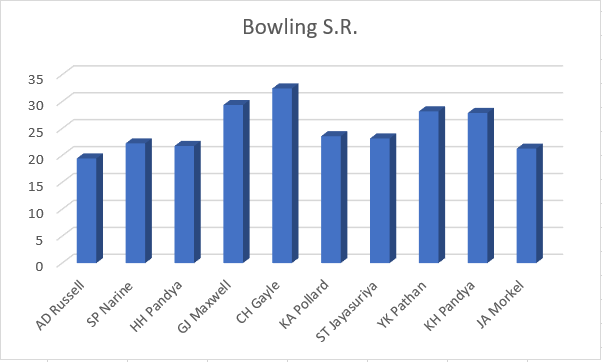 Bowling S.R.
35
30
25
20
15
10
5
0
AD Russell
SP Narine
HH Pandya
GJ Maxwell
CH Gayle
KA Pollard
ST Jayasuriya
YK Pathan
KH Pandya
JA Morkel